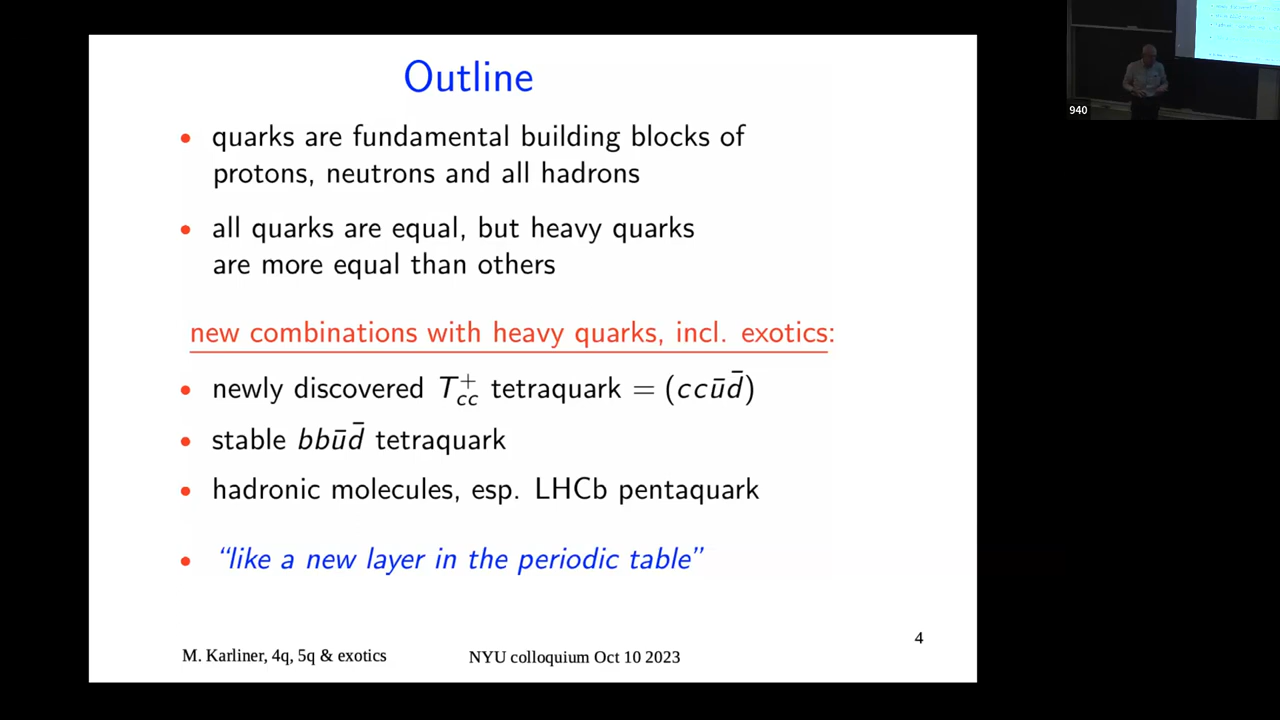 Outline
• quarks are fundamental building blocks of
protons, neutrons and all hadrons
• all quarks are equal, but heavy quarks
are more equal than others
new combinations with heavy quarks, incl. exotics:
• newly discovered T_{cc}^{+} tetraquark = (ccūd̄)
• stable bbūd̄ tetraquark
• hadronic molecules, esp. LHCb pentaquark
• “like a new layer in the periodic table”
4
M. Karliner, 4q, 5q & exotics NYU colloquium Oct 10 2023
940